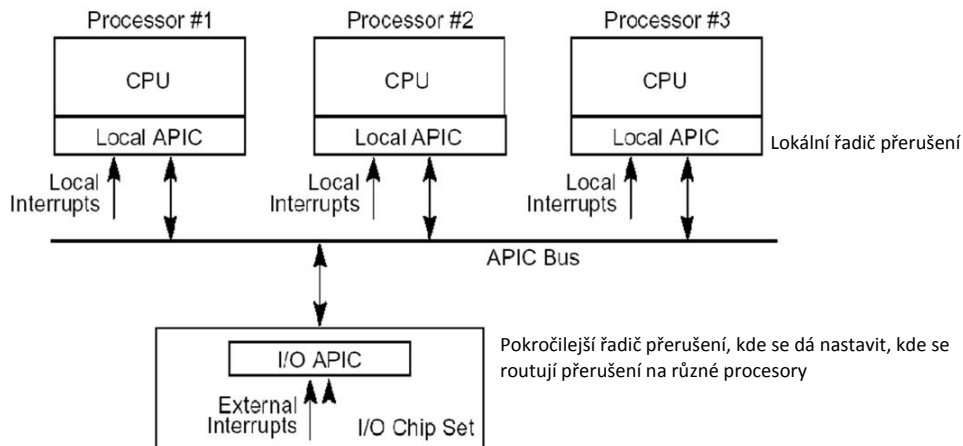 Processor #1
Processor #2
Processor #3
CPU
CPU
CPU
Local APIC
Local APIC
Local APIC
Lokální řadič přerušení
Local
Interrupts
Local
Interrupts
Local
Interrupts
APIC Bus
I/O APIC
External
Interrupts
I/O Chip Set
Pokročilejší řadič přerušení, kde se dá nastavit, kde se
routují přerušení na různé procesory